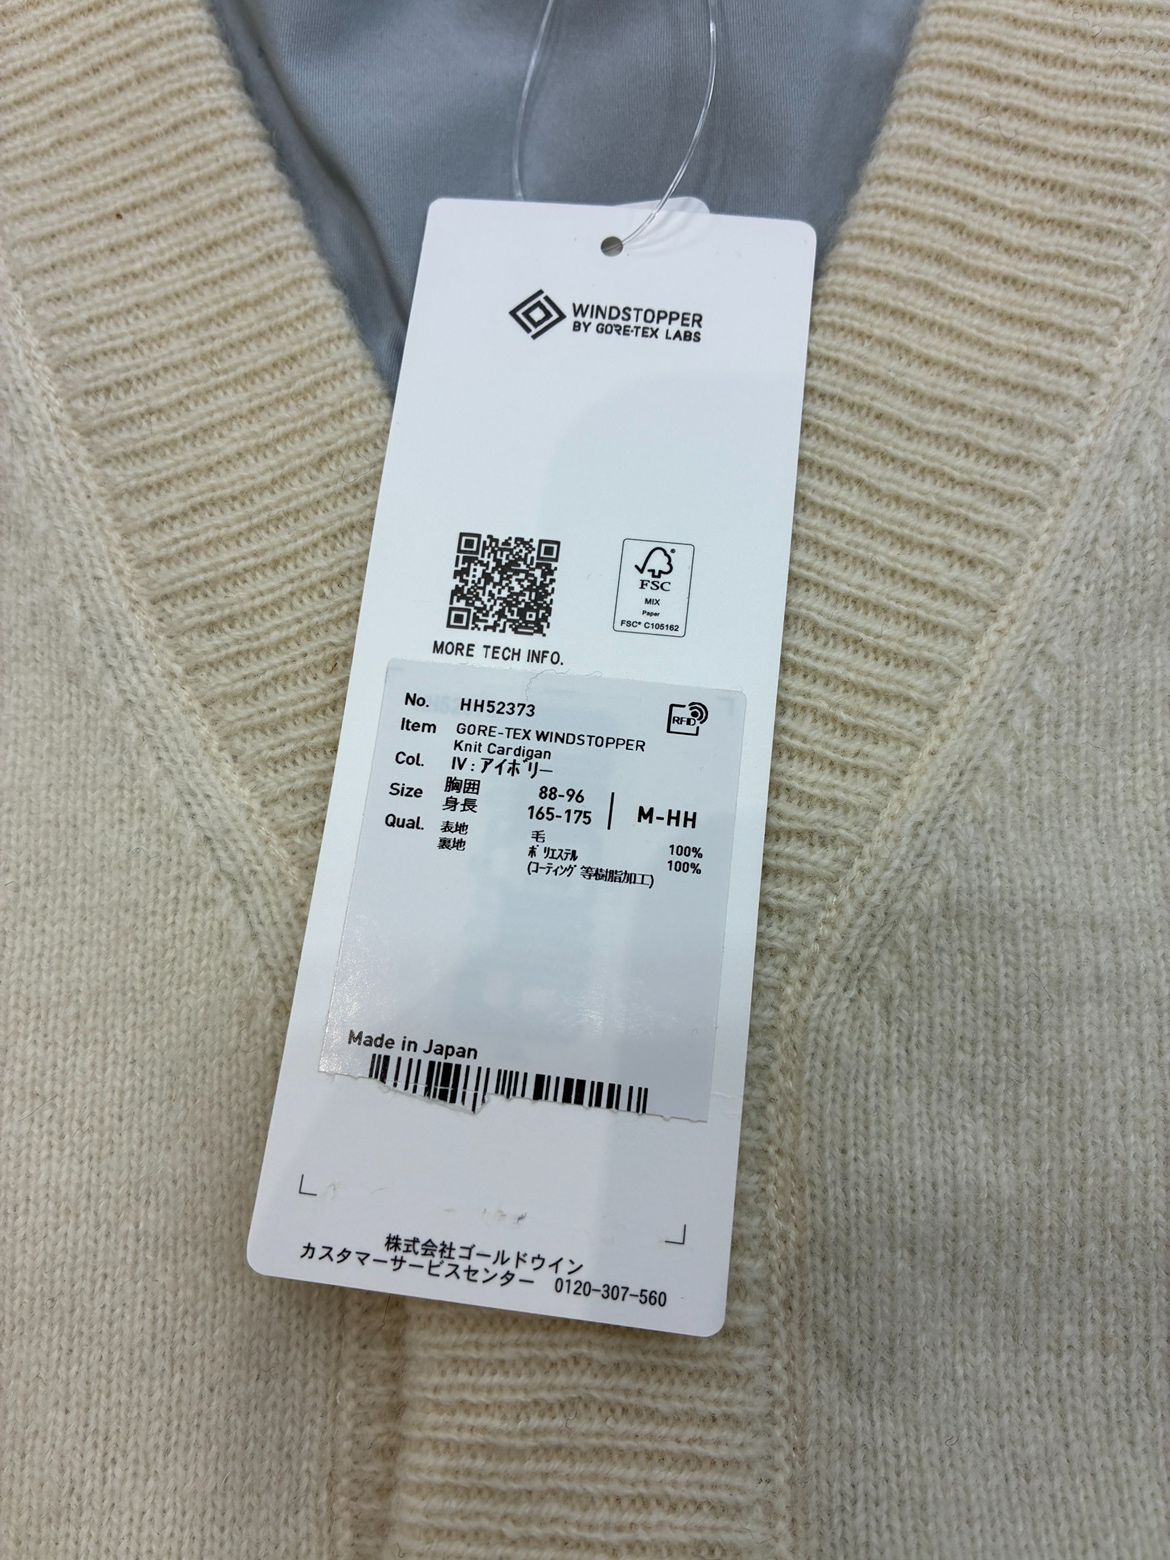 WINDSTOPPER
BY GORE-TEX LABS
FSC
MIX
Paper
FSC® C105162
MORE TECH INFO.
No. HH52373
RFID
Item GORE-TEX WINDSTOPPER
Knit Cardigan
Col. IV : アイボリー
Size 胸囲 88-96
身長 165-175 M-HH
Qual. 表地 毛 100%
裏地 ポリエステル 100%
(コーティング等樹脂加工)
Made in Japan
株式会社ゴールドウイン
カスタマーサービスセンター 0120-307-560